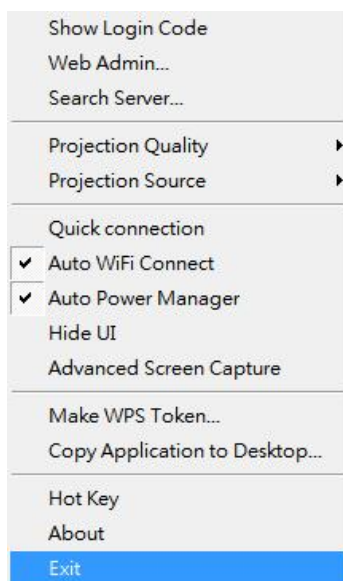 Show Login Code
Web Admin...
Search Server...
Projection Quality
Projection Source
Quick connection
Auto WiFi Connect
Auto Power Manager
Hide UI
Advanced Screen Capture
Make WPS Token...
Copy Application to Desktop...
Hot Key
About
Exit